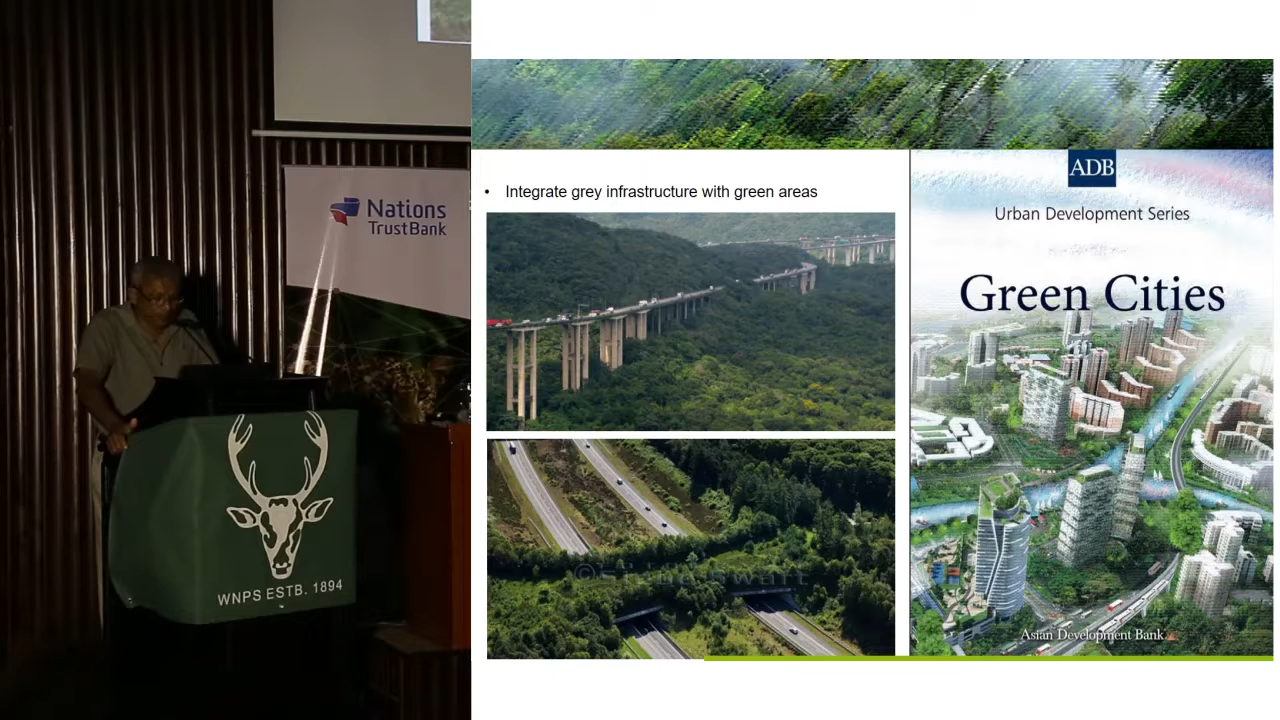 Nations
TrustBank
WNPS ESTB. 1894
• Integrate grey infrastructure with green areas
ADB
Urban Development Series
Green Cities
Asian Development Bank